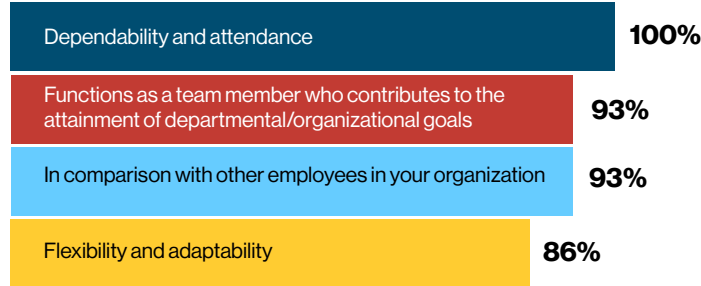 Dependability and attendance
100%
Functions as a team member who contributes to the
attainment of departmental/organizational goals
93%
In comparison with other employees in your organization
93%
Flexibility and adaptability
86%